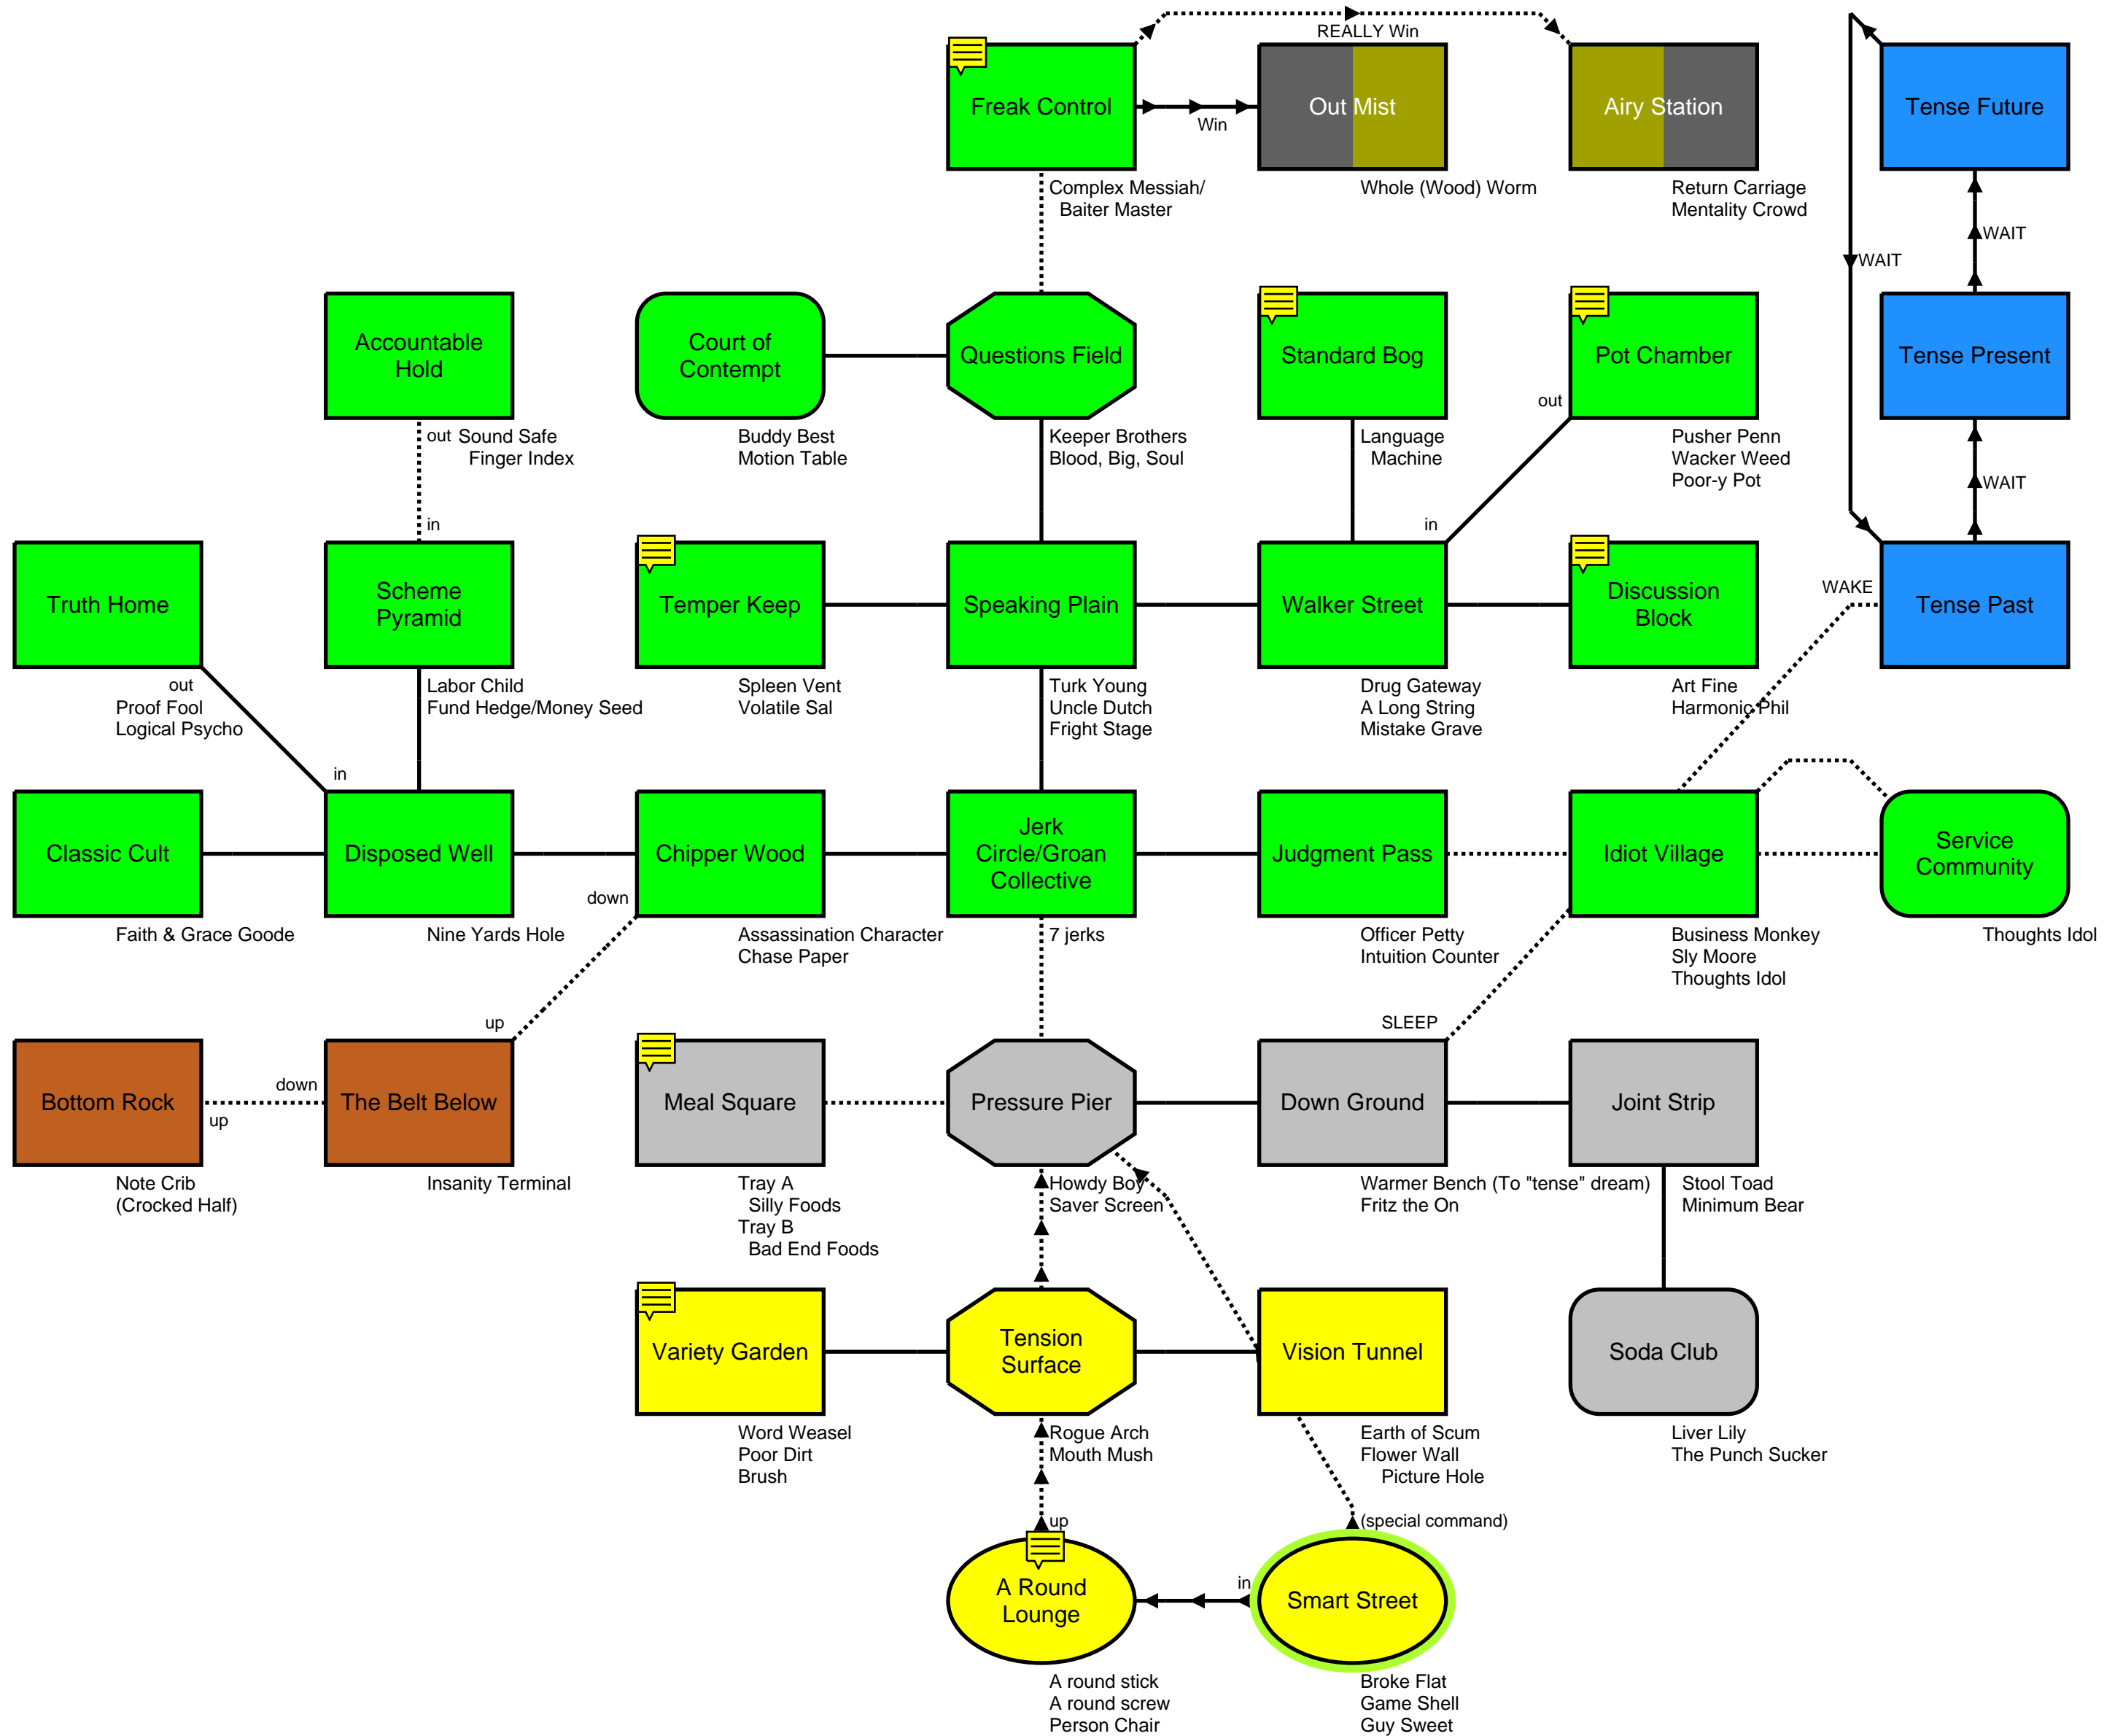 REALLY Win
Freak Control
Out Mist
Airy Station
Tense Future
Win
Complex Messiah/
Baiter Master
Whole (Wood) Worm
Return Carriage
Mentality Crowd
WAIT
WAIT
Accountable
Hold
Court of
Contempt
Questions Field
Standard Bog
Pot Chamber
Tense Present
out
out
Sound Safe
Finger Index
Buddy Best
Motion Table
Keeper Brothers
Blood, Big, Soul
Language
Machine
Pusher Penn
Wacker Weed
Poor-y Pot
WAIT
in
in
Truth Home
Scheme
Pyramid
Temper Keep
Speaking Plain
Walker Street
Discussion
Block
WAKE
Tense Past
out
Proof Fool
Logical Psycho
Labor Child
Fund Hedge/Money Seed
Spleen Vent
Volatile Sal
Turk Young
Uncle Dutch
Fright Stage
Drug Gateway
A Long String
Mistake Grave
Art Fine
Harmonic Phil
in
Classic Cult
Disposed Well
Chipper Wood
Jerk
Circle/Groan
Collective
Judgment Pass
Idiot Village
Service
Community
down
Faith & Grace Goode
Nine Yards Hole
Assassination Character
Chase Paper
7 jerks
Officer Petty
Intuition Counter
Business Monkey
Sly Moore
Thoughts Idol
Thoughts Idol
up
SLEEP
Bottom Rock
down
up
The Belt Below
Meal Square
Pressure Pier
Down Ground
Joint Strip
Note Crib
(Crocked Half)
Insanity Terminal
Tray A
Silly Foods
Tray B
Bad End Foods
Howdy Boy
Saver Screen
Warmer Bench (To "tense" dream)
Fritz the On
Stool Toad
Minimum Bear
Variety Garden
Tension
Surface
Vision Tunnel
Soda Club
Word Weasel
Poor Dirt
Brush
Rogue Arch
Mouth Mush
Earth of Scum
Flower Wall
Picture Hole
Liver Lily
The Punch Sucker
up
(special command)
A Round
Lounge
in
Smart Street
A round stick
A round screw
Person Chair
Broke Flat
Game Shell
Guy Sweet